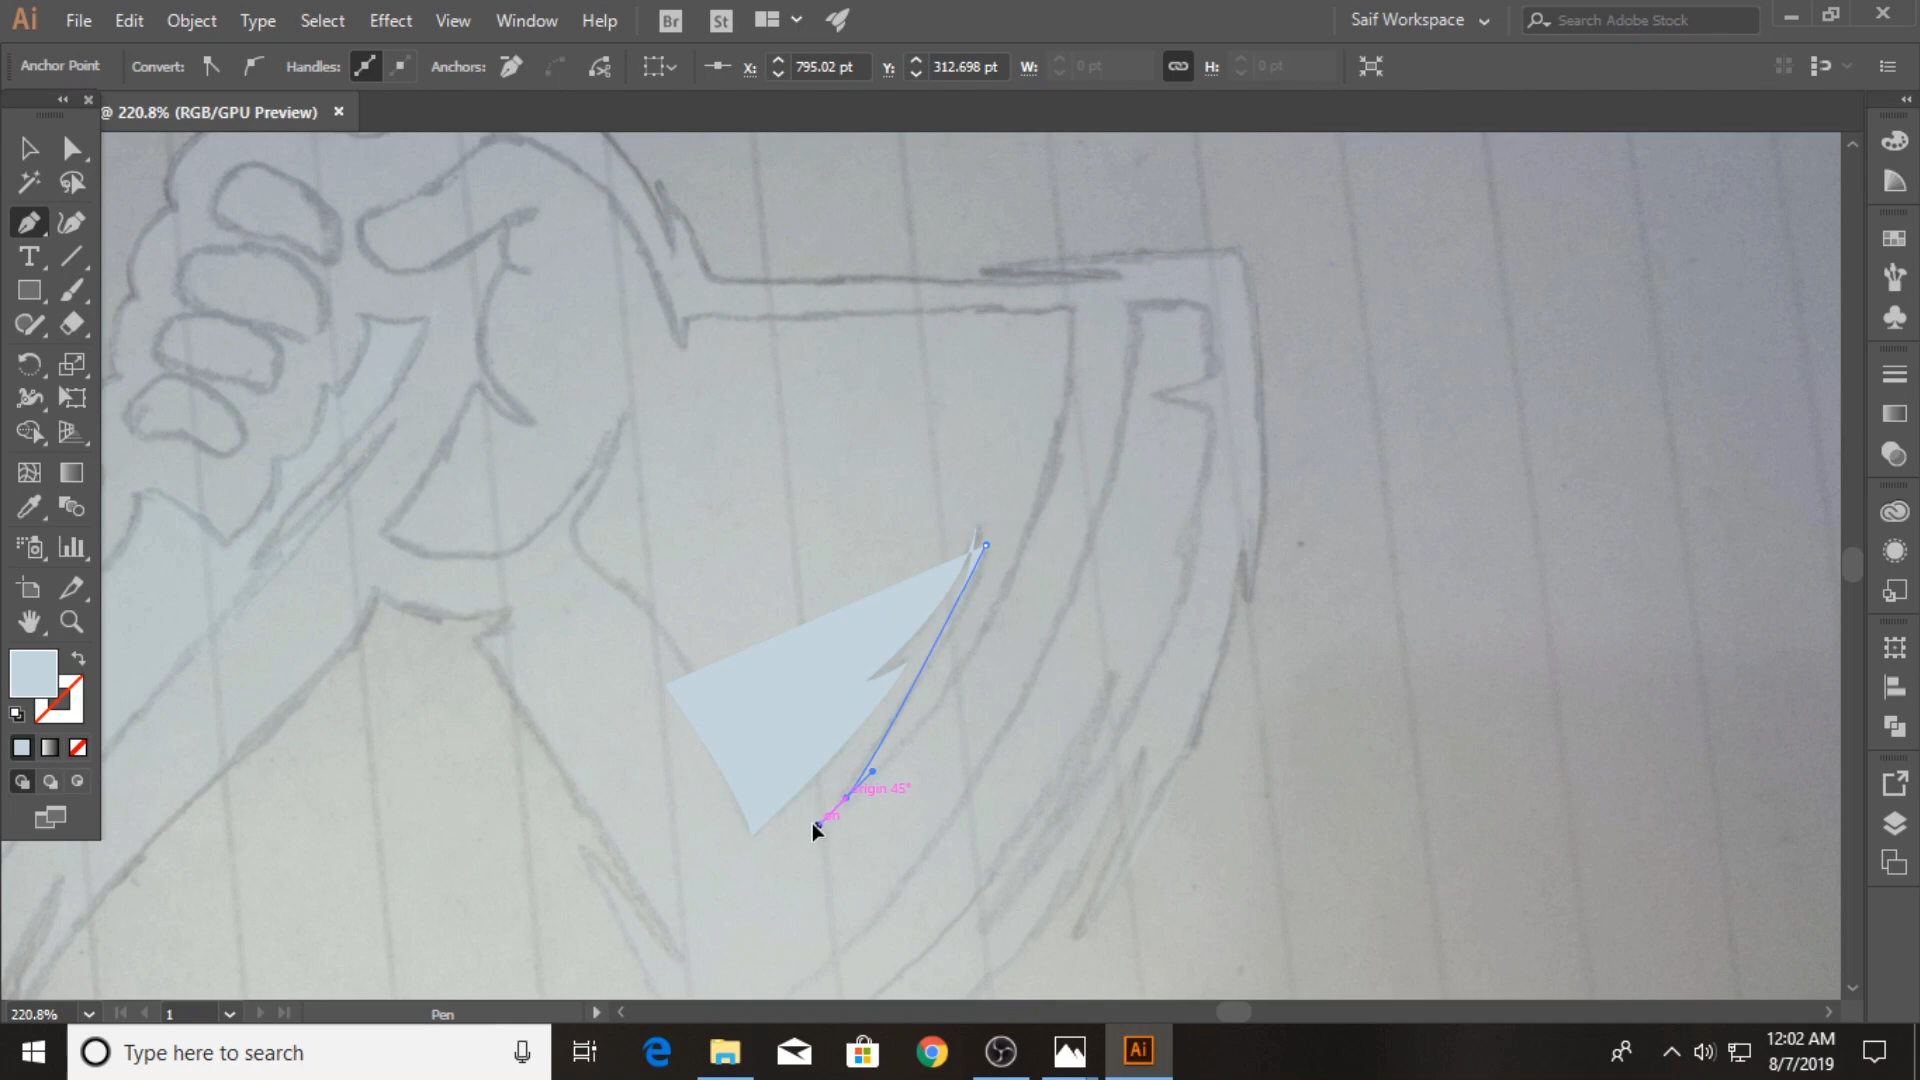 Ai File Edit Object Type Select Effect View Window Help Br St Saif Workspace Search Adobe Stock
Anchor Point Convert: Handles: Anchors: X: 795.02 pt Y: 312.698 pt W: 0 pt H: 0 pt
@ 220.8% (RGB/GPU Preview)
origin 45°
220.8% 1 Pen
Type here to search Ai 12:02 AM
8/7/2019